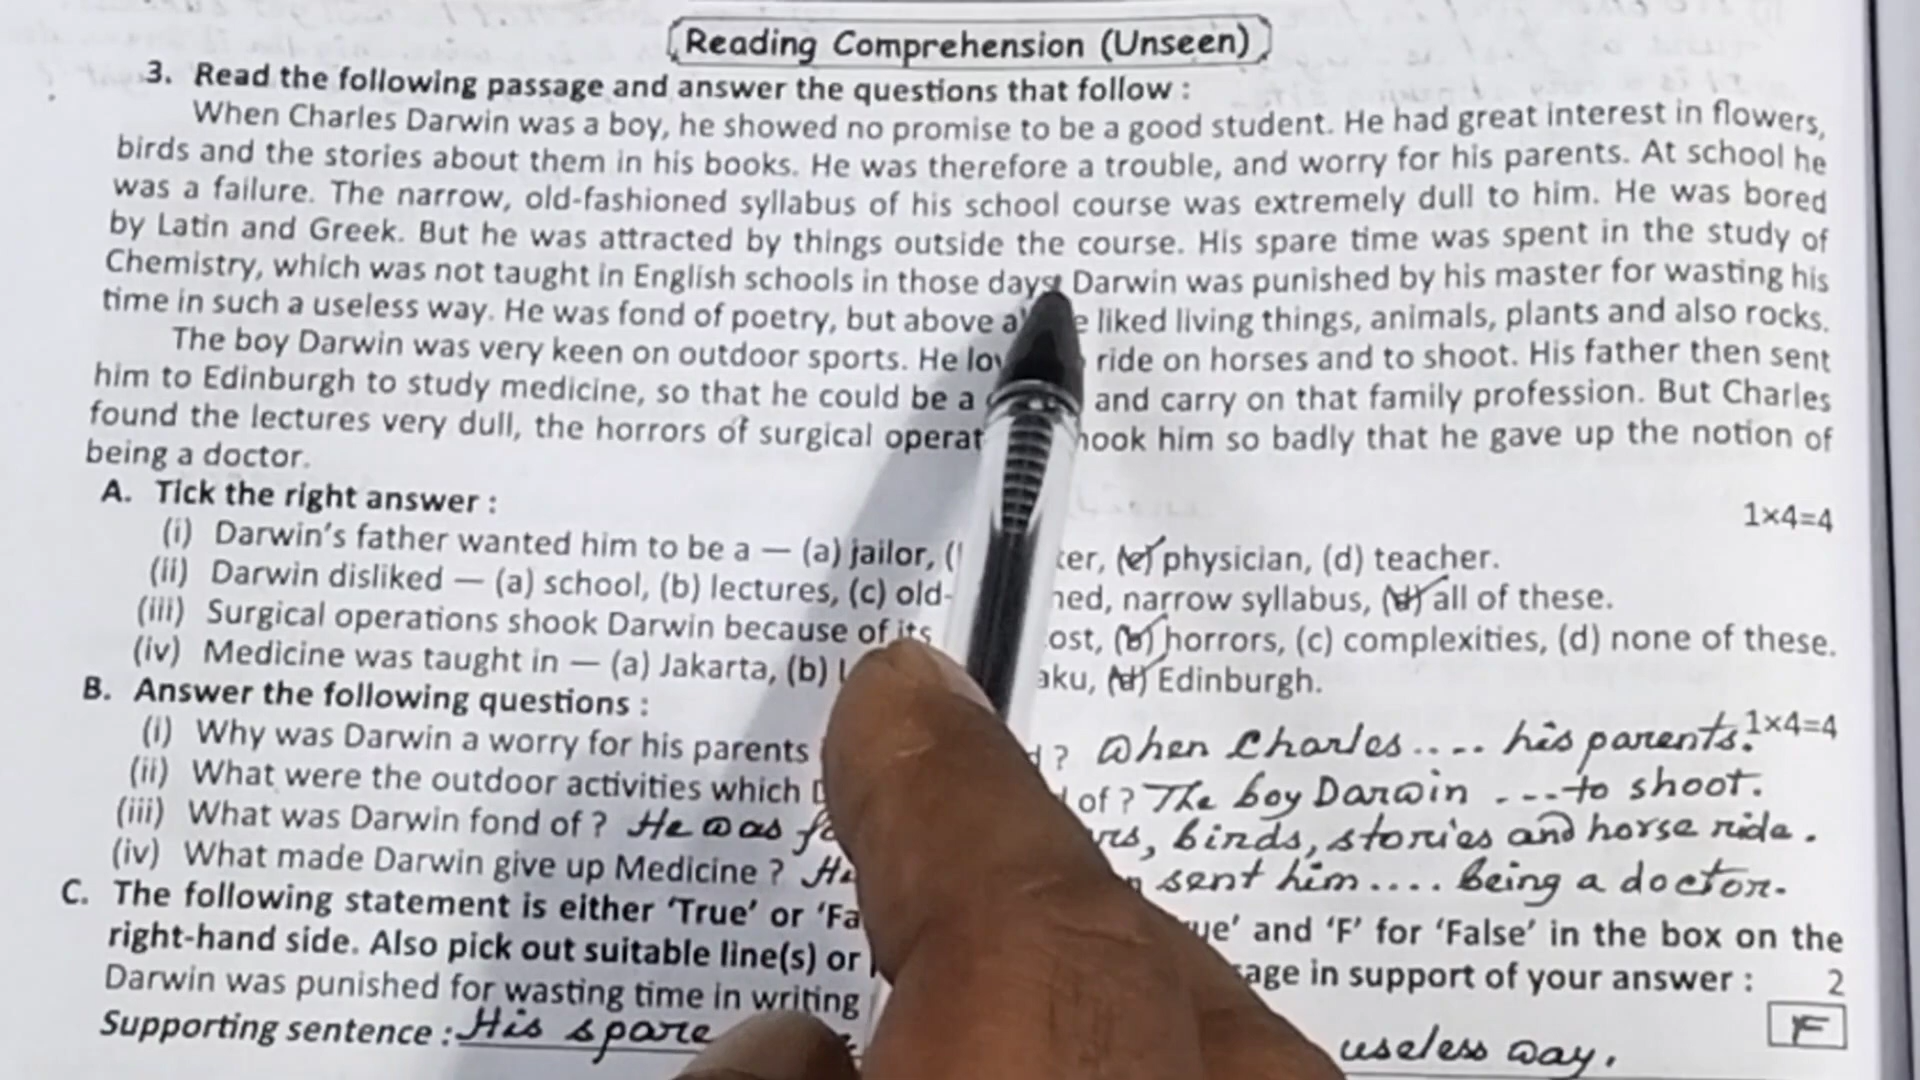 Reading Comprehension (Unseen)
3. Read the following passage and answer the questions that follow :
When Charles Darwin was a boy, he showed no promise to be a good student. He had great interest in flowers,
birds and the stories about them in his books. He was therefore a trouble, and worry for his parents. At school he
was a failure. The narrow, old-fashioned syllabus of his school course was extremely dull to him. He was bored
by Latin and Greek. But he was attracted by things outside the course. His spare time was spent in the study of
Chemistry, which was not taught in English schools in those days. Darwin was punished by his master for wasting his
time in such a useless way. He was fond of poetry, but above liked living things, animals, plants and also rocks.
The boy Darwin was very keen on outdoor sports. He ride on horses and to shoot. His father then sent
him to Edinburgh to study medicine, so that he could be a and carry on that family profession. But Charles
found the lectures very dull, the horrors of surgical him so badly that he gave up the notion of
being a doctor.
A. Tick the right answer : 1×4=4
(i) Darwin's father wanted him to be a — (a) jailor, (c) physician, (d) teacher.
(ii) Darwin disliked — (a) school, (b) lectures, (c) old- narrow syllabus, (d) all of these.
(iii) Surgical operations shook Darwin because of its (b) horrors, (c) complexities, (d) none of these.
(iv) Medicine was taught in — (a) Jakarta, (b) (d) Edinburgh.
B. Answer the following questions : 1×4=4
(i) Why was Darwin a worry for his parents ? When Charles.... his parents.
(ii) What were the outdoor activities which of ? The boy Darwin ....to shoot.
(iii) What was Darwin fond of ? He was birds, stories and horse ride.
(iv) What made Darwin give up Medicine ? sent him.... being a doctor.
C. The following statement is either 'True' or and 'F' for 'False' in the box on the
right-hand side. Also pick out suitable line(s) or in support of your answer : 2
Darwin was punished for wasting time in writing F
Supporting sentence : His spare useless way.